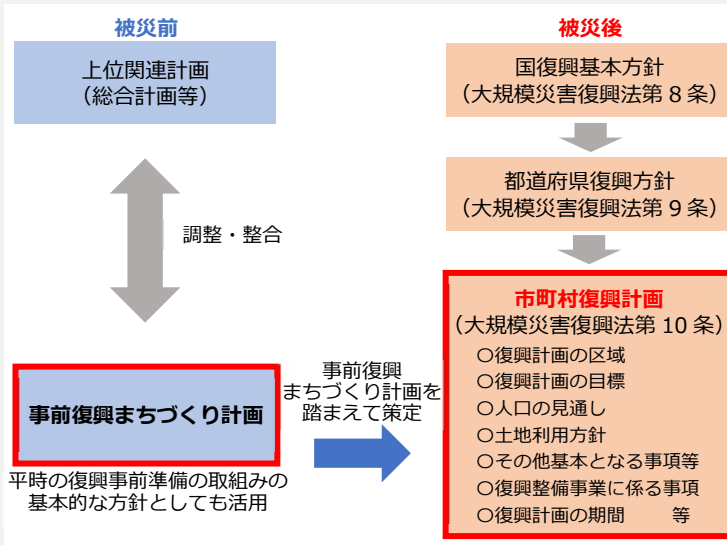 被災前
上位関連計画
（総合計画等）
調整・整合
事前復興まちづくり計画
平時の復興事前準備の取組みの
基本的な方針としても活用
事前復興
まちづくり計画を
踏まえて策定
被災後
国復興基本方針
（大規模災害復興法第 8 条）
都道府県復興方針
（大規模災害復興法第 9 条）
市町村復興計画
（大規模災害復興法第 10 条）
〇復興計画の区域
〇復興計画の目標
〇人口の見通し
〇土地利用方針
〇その他基本となる事項等
〇復興整備事業に係る事項
〇復興計画の期間　　等